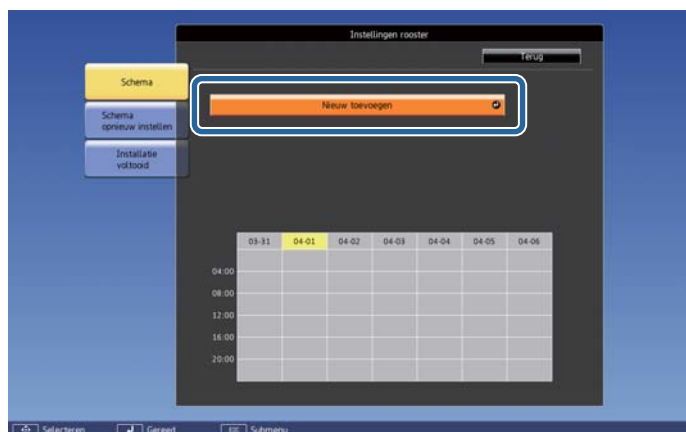 Instellingen rooster
Terug
Schema
Nieuw toevoegen
Schema
opnieuw instellen
Installatie
voltooid
03-31 04-01 04-02 04-03 04-04 04-05 04-06
04:00
08:00
12:00
16:00
20:00
Selecteren Gereed Esc Submenu